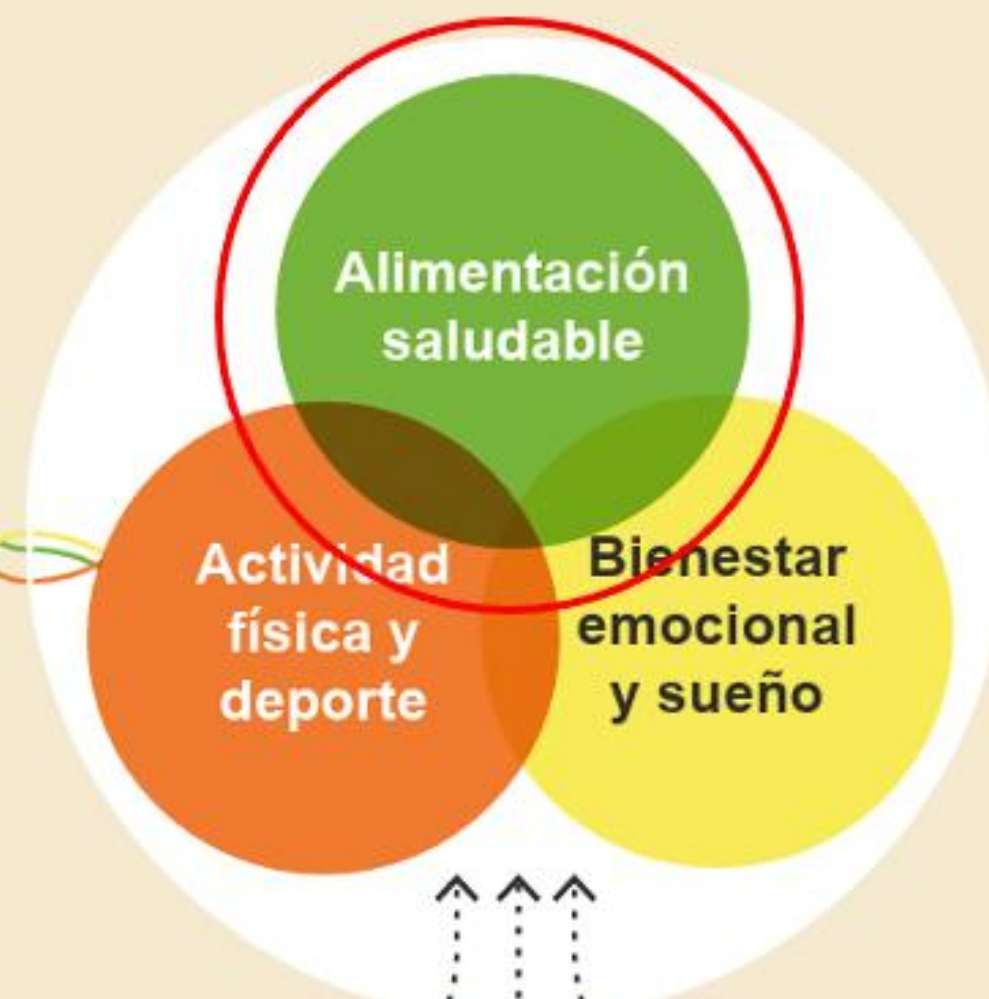 Alimentación
saludable
Actividad
física y
deporte
Bienestar
emocional
y sueño